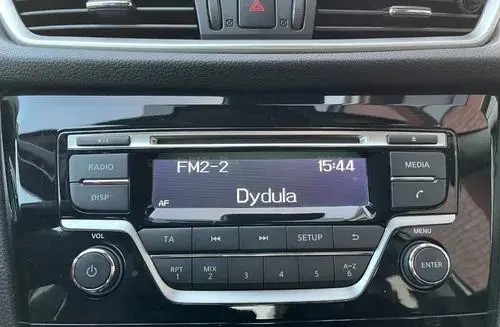 RADIO
DISP
FM2-2 15:44
Dydula
AF
MEDIA
VOL
TA
SETUP
MENU
RPT 1
MIX 2
3
4
5
A-Z 6
ENTER